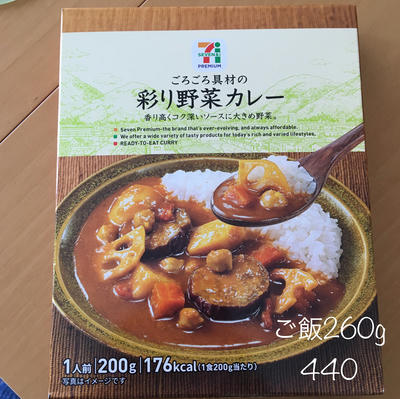 7
SEVEN&i
PREMIUM
ごろごろ具材の
彩り野菜カレー
香り高くコク深いソースに大きめ野菜。
Seven Premium-the brand that's ever-evolving, and always affordable.
We offer a wide variety of tasty products for today's rich and varied lifestyles.
READY-TO-EAT CURRY
ご飯260g
440
1人前 200g 176kcal(1食200g当たり)
写真はイメージです